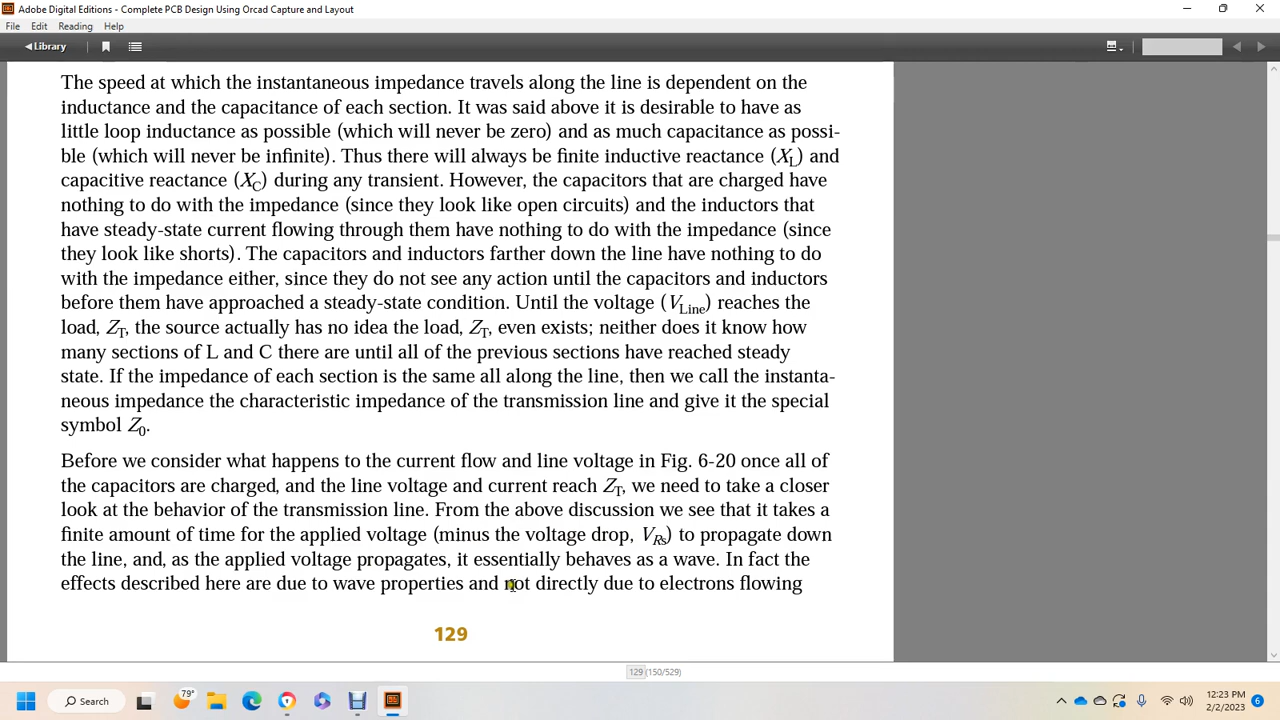 Adobe Digital Editions - Complete PCB Design Using Orcad Capture and Layout
File Edit Reading Help
Library
The speed at which the instantaneous impedance travels along the line is dependent on the
inductance and the capacitance of each section. It was said above it is desirable to have as
little loop inductance as possible (which will never be zero) and as much capacitance as possi-
ble (which will never be infinite). Thus there will always be finite inductive reactance (XL) and
capacitive reactance (XC) during any transient. However, the capacitors that are charged have
nothing to do with the impedance (since they look like open circuits) and the inductors that
have steady-state current flowing through them have nothing to do with the impedance (since
they look like shorts). The capacitors and inductors farther down the line have nothing to do
with the impedance either, since they do not see any action until the capacitors and inductors
before them have approached a steady-state condition. Until the voltage (VLine) reaches the
load, ZT, the source actually has no idea the load, ZT, even exists; neither does it know how
many sections of L and C there are until all of the previous sections have reached steady
state. If the impedance of each section is the same all along the line, then we call the instanta-
neous impedance the characteristic impedance of the transmission line and give it the special
symbol Z0.
Before we consider what happens to the current flow and line voltage in Fig. 6-20 once all of
the capacitors are charged, and the line voltage and current reach ZT, we need to take a closer
look at the behavior of the transmission line. From the above discussion we see that it takes a
finite amount of time for the applied voltage (minus the voltage drop, VRs) to propagate down
the line, and, as the applied voltage propagates, it essentially behaves as a wave. In fact the
effects described here are due to wave properties and not directly due to electrons flowing
129
129 (150/529)
Search
79°
12:23 PM
2/2/2023
6